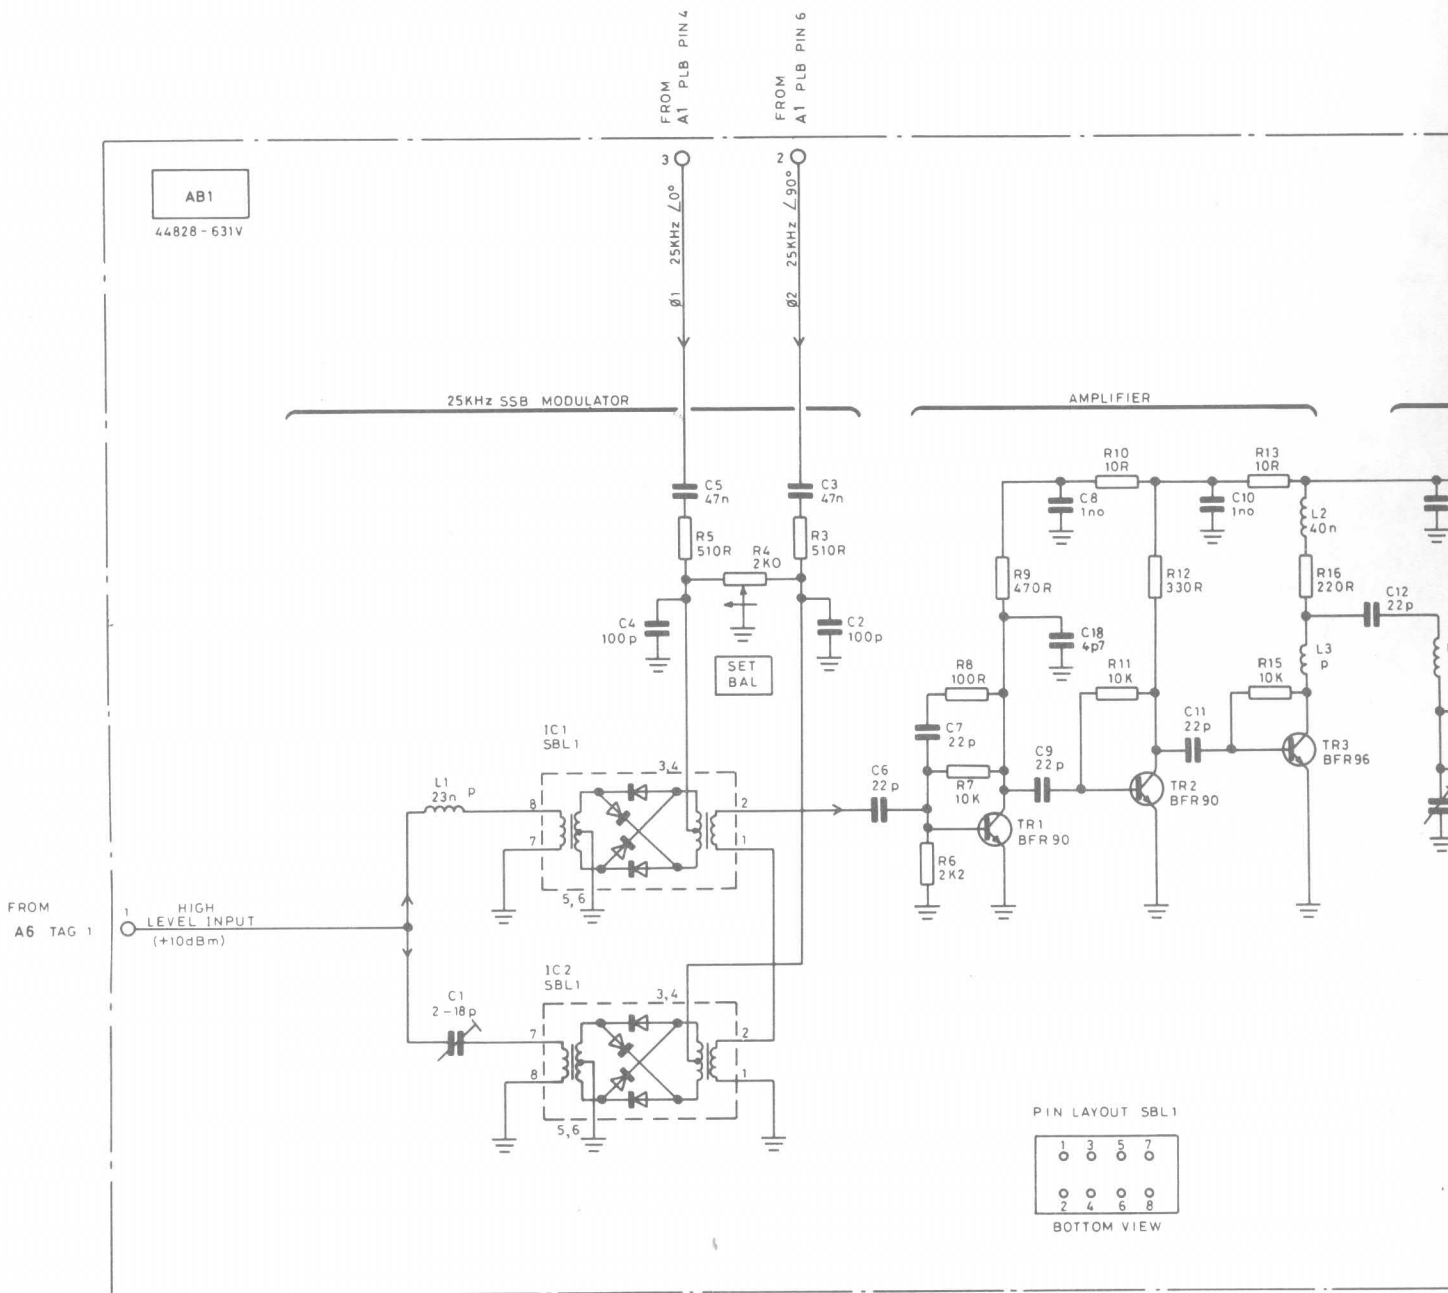 FROM
A1 PLB PIN 4
FROM
A1 PLB PIN 6
3
2
AB1
44828-631V
Ø1 25KHz ∠0°
Ø2 25KHz ∠90°
25KHz SSB MODULATOR
AMPLIFIER
C5
47n
C3
47n
R5
510R
R4
2KO
R3
510R
C4
100p
C2
100p
SET
BAL
R10
10R
R13
10R
C8
1no
C10
1no
L2
40n
R9
470R
R12
330R
R16
220R
C12
22p
C18
4p7
R8
100R
R11
10K
R15
10K
L3
p
C7
22p
C11
22p
R7
10K
C9
22p
C6
22p
TR3
BFR96
TR2
BFR90
TR1
BFR90
R6
2K2
IC1
SBL1
3,4
L1
23n p
8
7
2
1
5,6
FROM
A6 TAG 1
1
HIGH
LEVEL INPUT
(+10dBm)
IC2
SBL1
3,4
C1
2-18p
7
8
2
1
5,6
PIN LAYOUT SBL1
1 3 5 7
2 4 6 8
BOTTOM VIEW